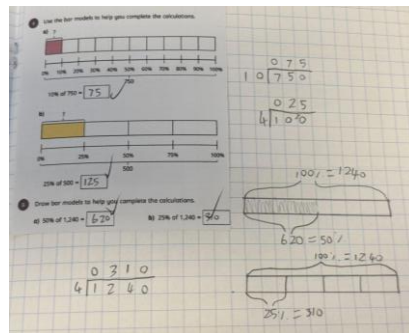 Use the bar models to help you complete the calculations.
a)
?
0% 10% 20% 30% 40% 50% 60% 70% 80% 90% 100%
750
10% of 750 = 75
b)
?
0% 25% 50% 75% 100%
500
25% of 500 = 125
Draw bar models to help you complete the calculations.
a) 50% of 1,240 = 620
b) 25% of 1,240 = 310
0 7 5
10 7 5 0
0 2 5
4 1 0 0
100% = 1240
620 = 50%
100% = 1240
25% = 310
0 3 1 0
4 1 2 4 0